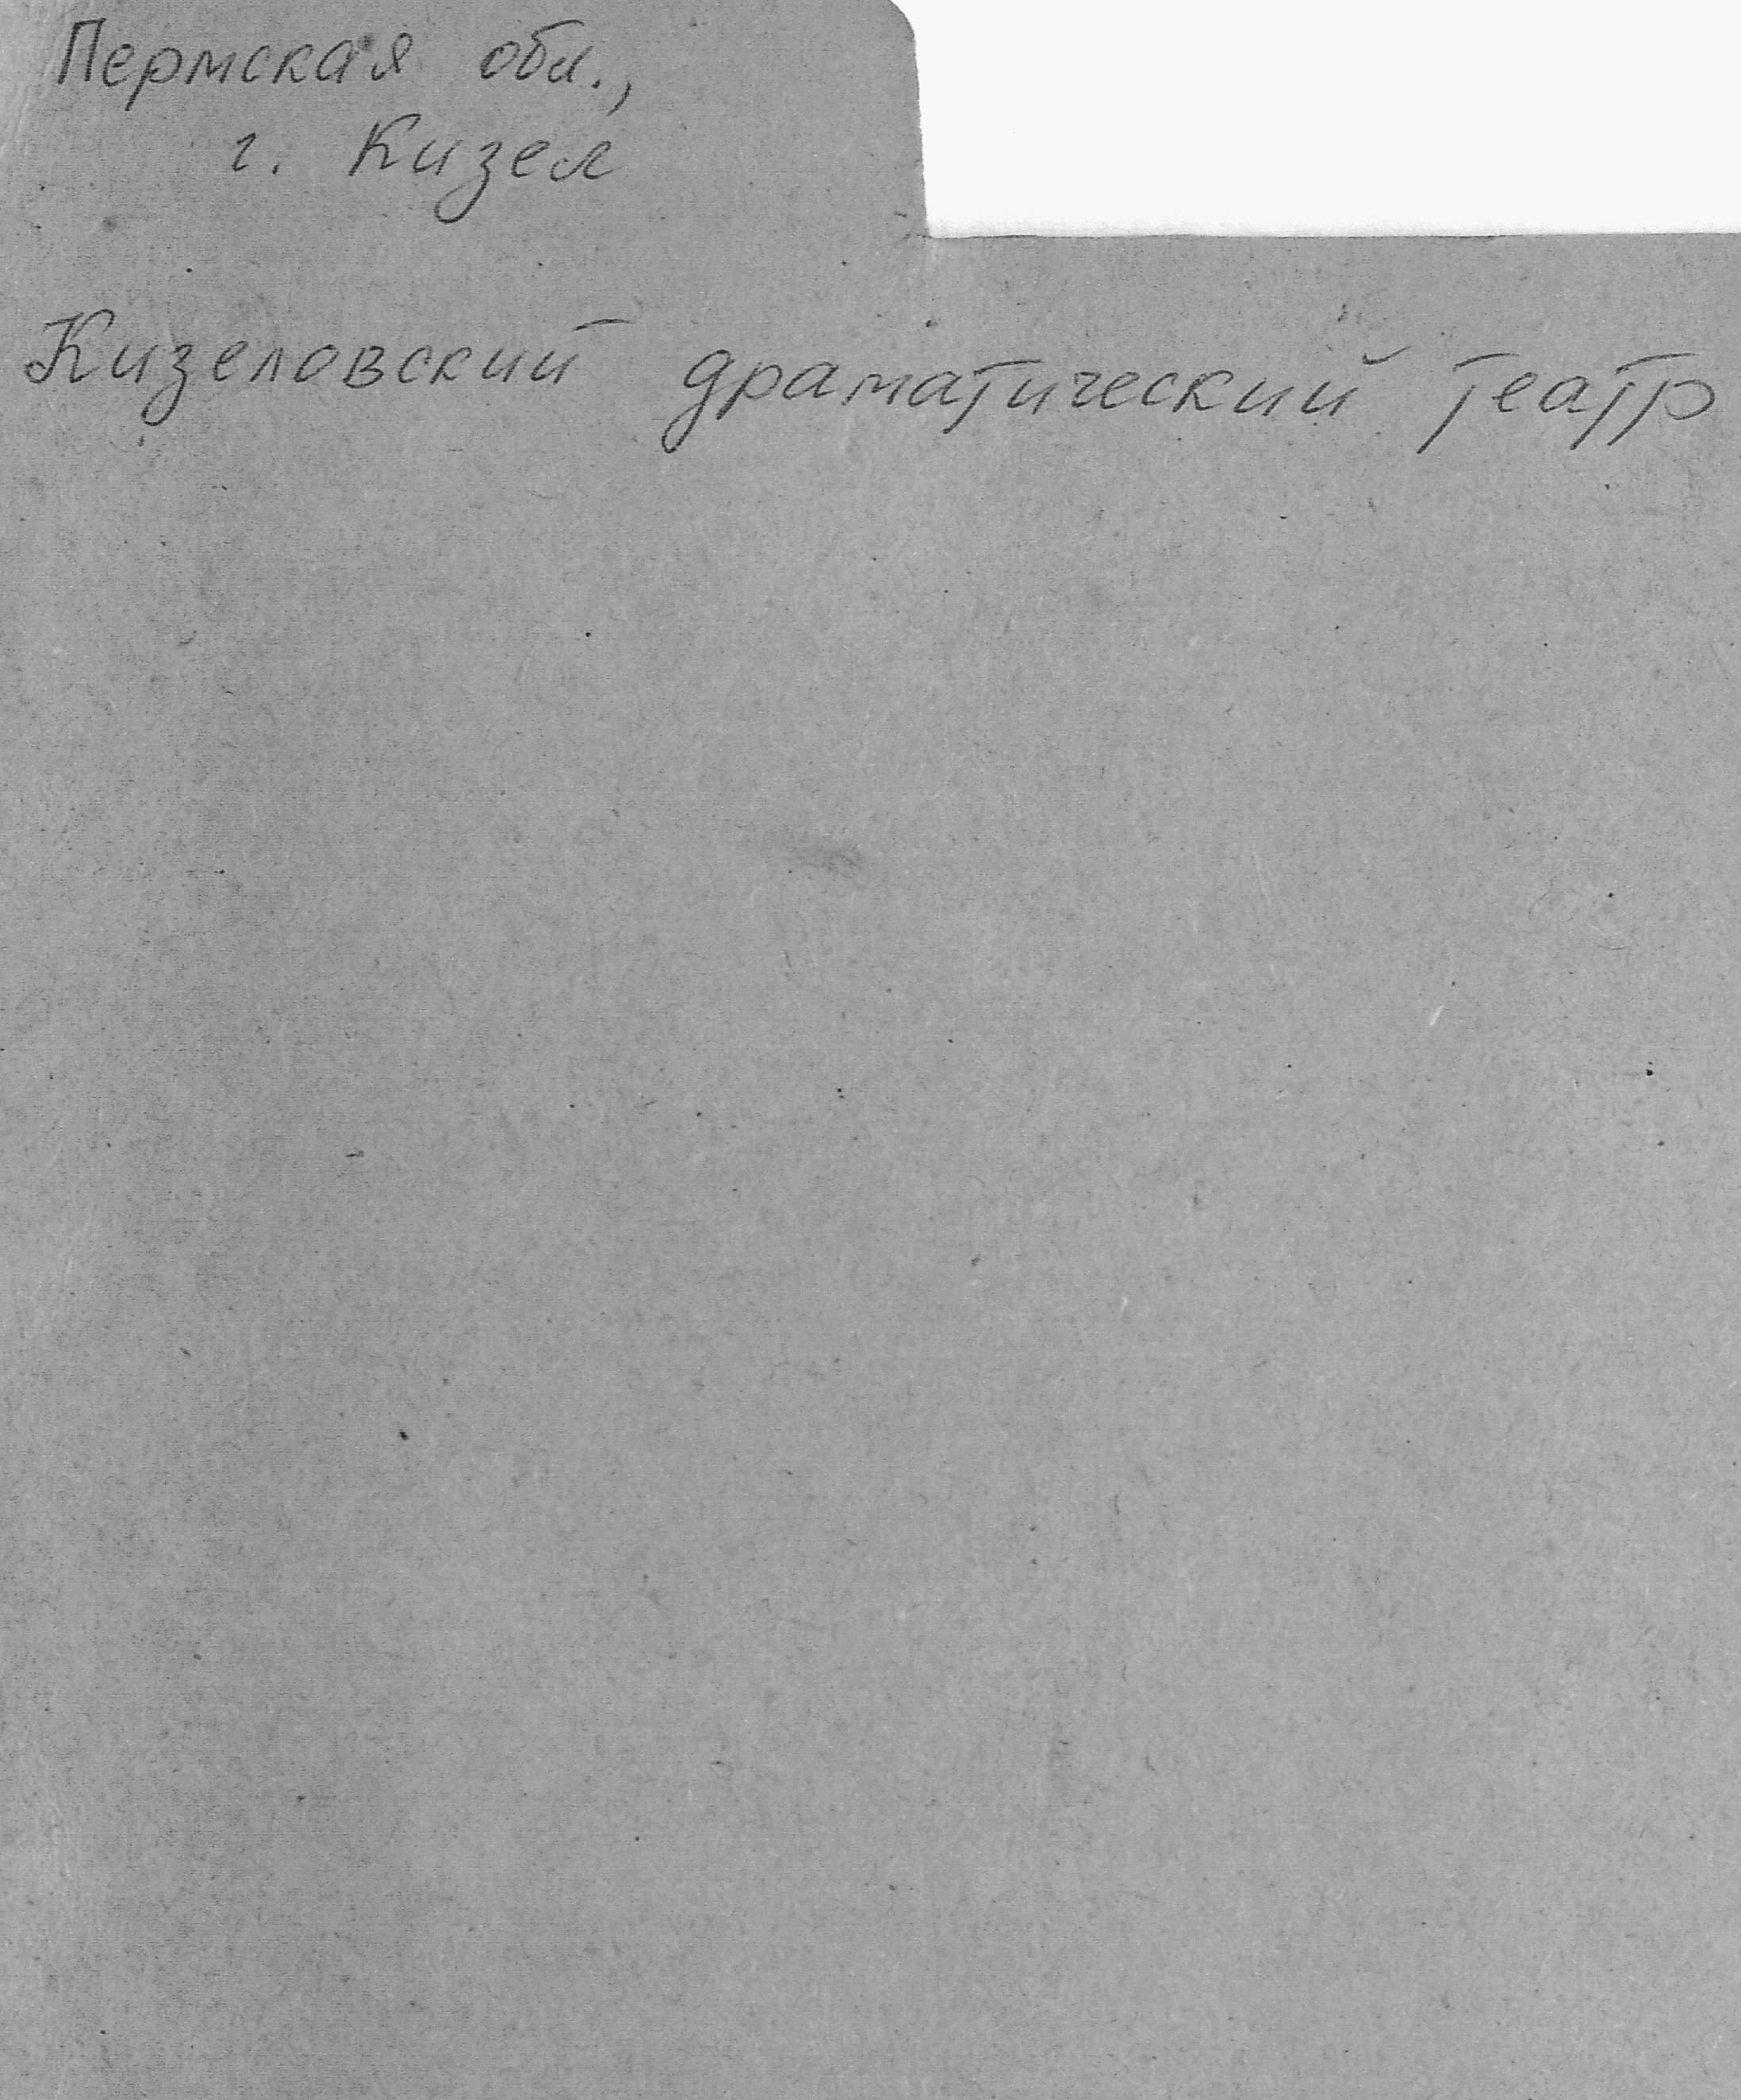 Пермская обл.,
г. Кизел
Кизеловский драматический театр